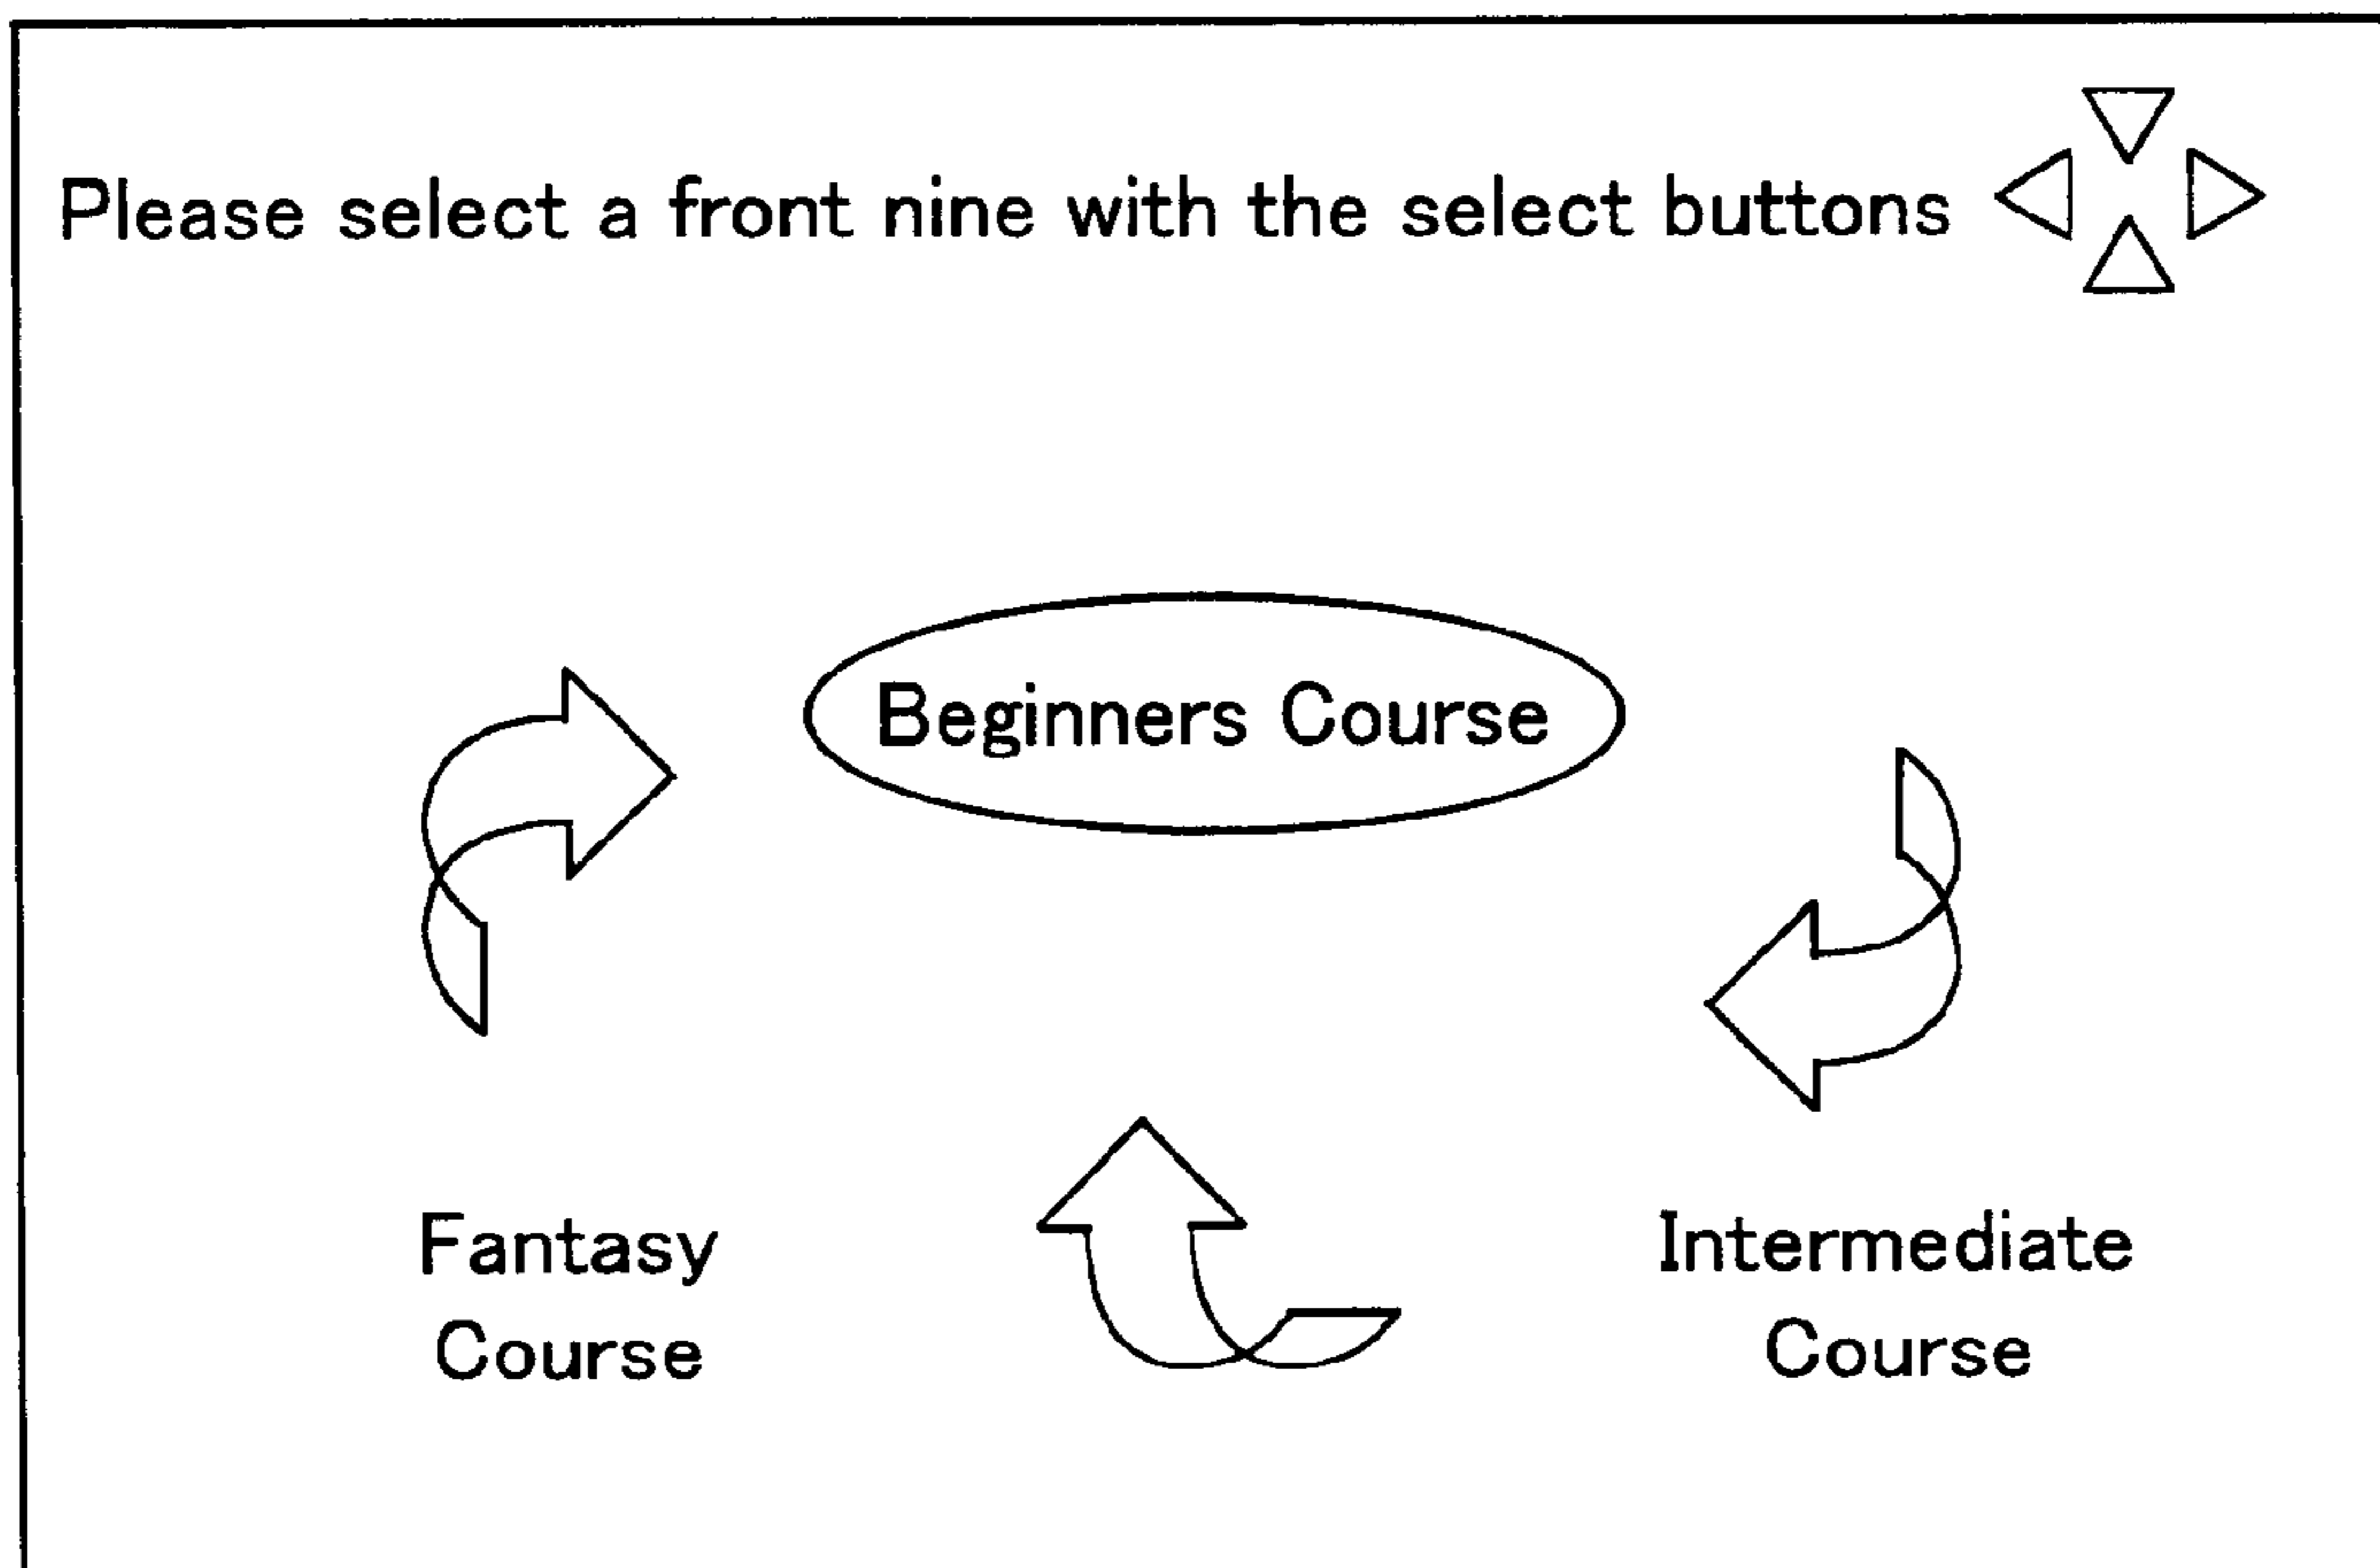 Please select a front nine with the select buttons
Beginners Course
Fantasy
Course
Intermediate
Course